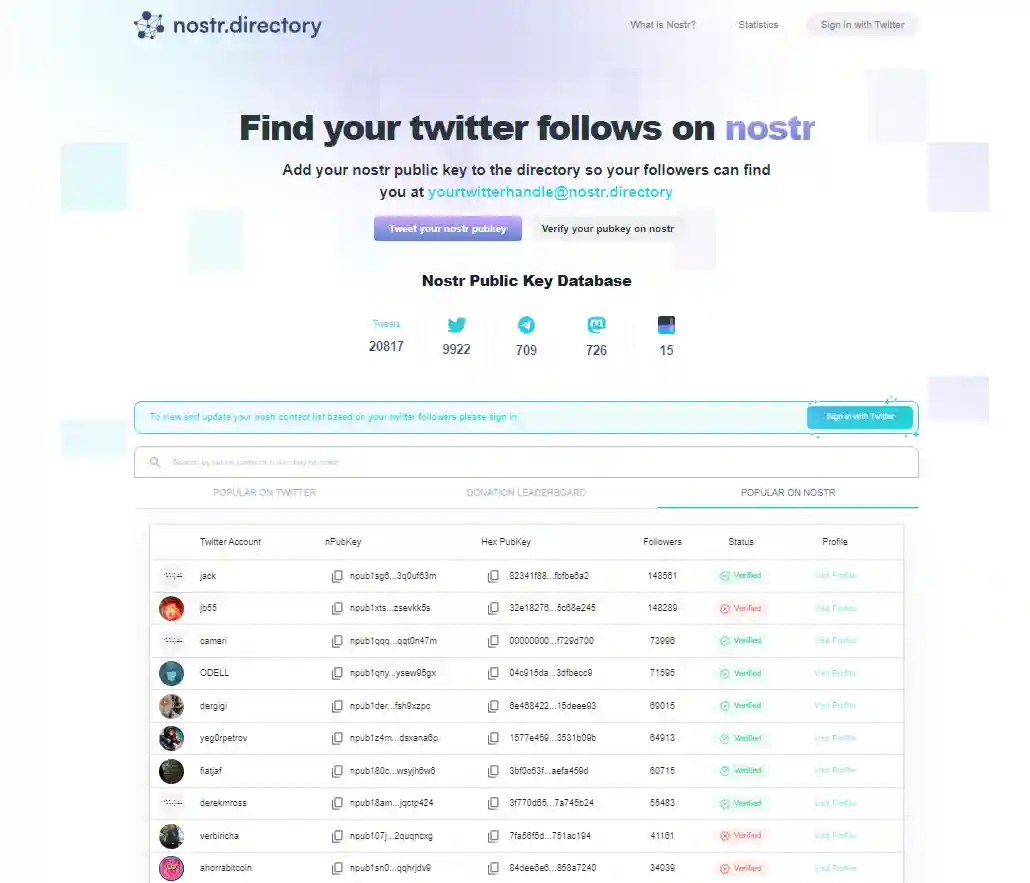 nostr.directory
What is Nostr? Statistics Sign in with Twitter
Find your twitter follows on nostr
Add your nostr public key to the directory so your followers can find
you at yourtwitterhandle@nostr.directory
Tweet your nostr pubkey Verify your pubkey on nostr
Nostr Public Key Database
Tweets
20817 9922 709 726 15
To view and update your nostr contact list based on your twitter followers please sign in Sign in with Twitter
Search by
POPULAR ON TWITTER DONATION LEADERBOARD POPULAR ON NOSTR
Twitter Account nPubKey Hex PubKey Followers Status Profile
jack npub1sg6...3q0uf63m 82341f88...fbfbe6a2 148561 Verified Visit Profile
jb55 npub1xts...zsevkk5s 32e18276...5c68e245 148289 Verified Visit Profile
cameri npub1qqq...qqt0n47m 00000000...f729d700 73996 Verified Visit Profile
ODELL npub1qny...ysew95gx 04c915da...3dfbecc9 71595 Verified Visit Profile
dergigi npub1der...fsh9xzpc 6e468422...15deee93 69015 Verified Visit Profile
yeg0rpetrov npub1z4m...dsxana6p 1577e459...3531b09b 64913 Verified Visit Profile
fiatjaf npub180c...wsyjh6w6 3bf0c63f...aefa459d 60715 Verified Visit Profile
derekmross npub18am...jqctp424 3f770d65...7a745b24 55483 Verified Visit Profile
verbiricha npub107j...2quqncxg 7fa56f5d...751ac194 41161 Verified Visit Profile
ahorrabitcoin npub1sn0...qqhrjdv9 84dee6e6...858a7240 34039 Verified Visit Profile